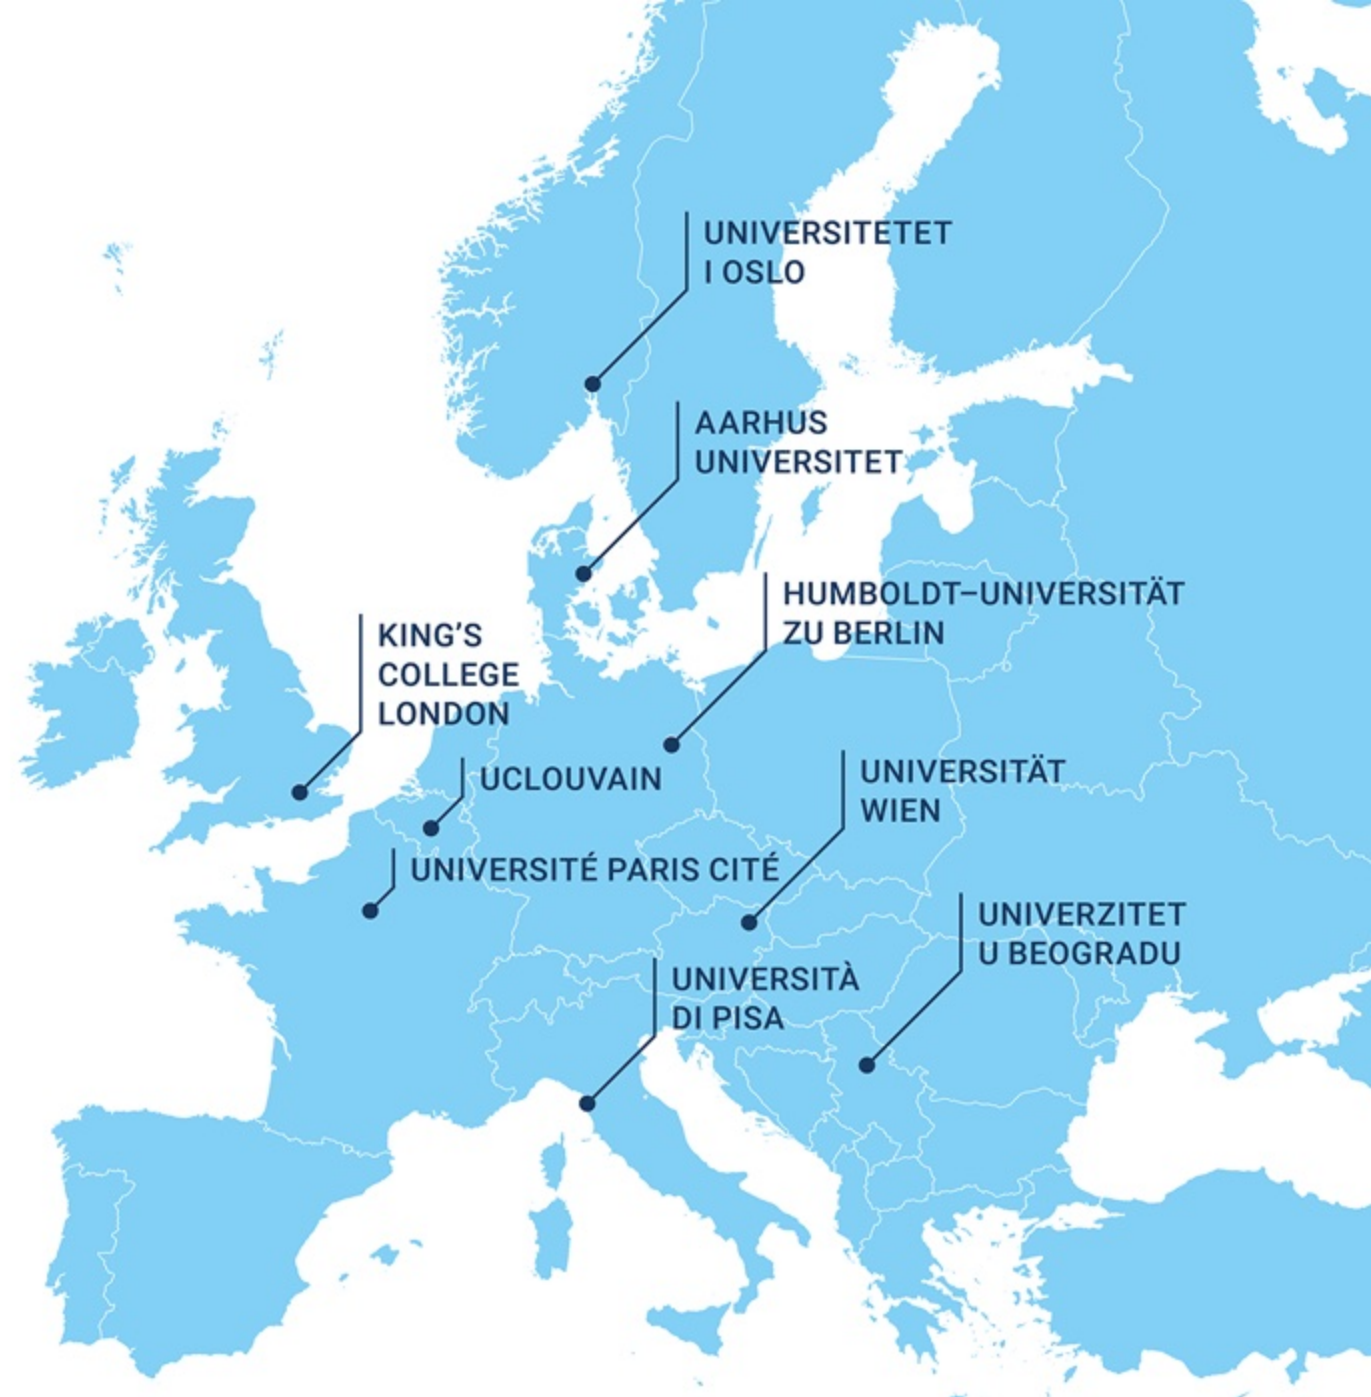 UNIVERSITETET
I OSLO
AARHUS
UNIVERSITET
HUMBOLDT–UNIVERSITÄT
ZU BERLIN
KING’S
COLLEGE
LONDON
UCLOUVAIN
UNIVERSITÄT
WIEN
UNIVERSITÉ PARIS CITÉ
UNIVERZITET
U BEOGRADU
UNIVERSITÀ
DI PISA